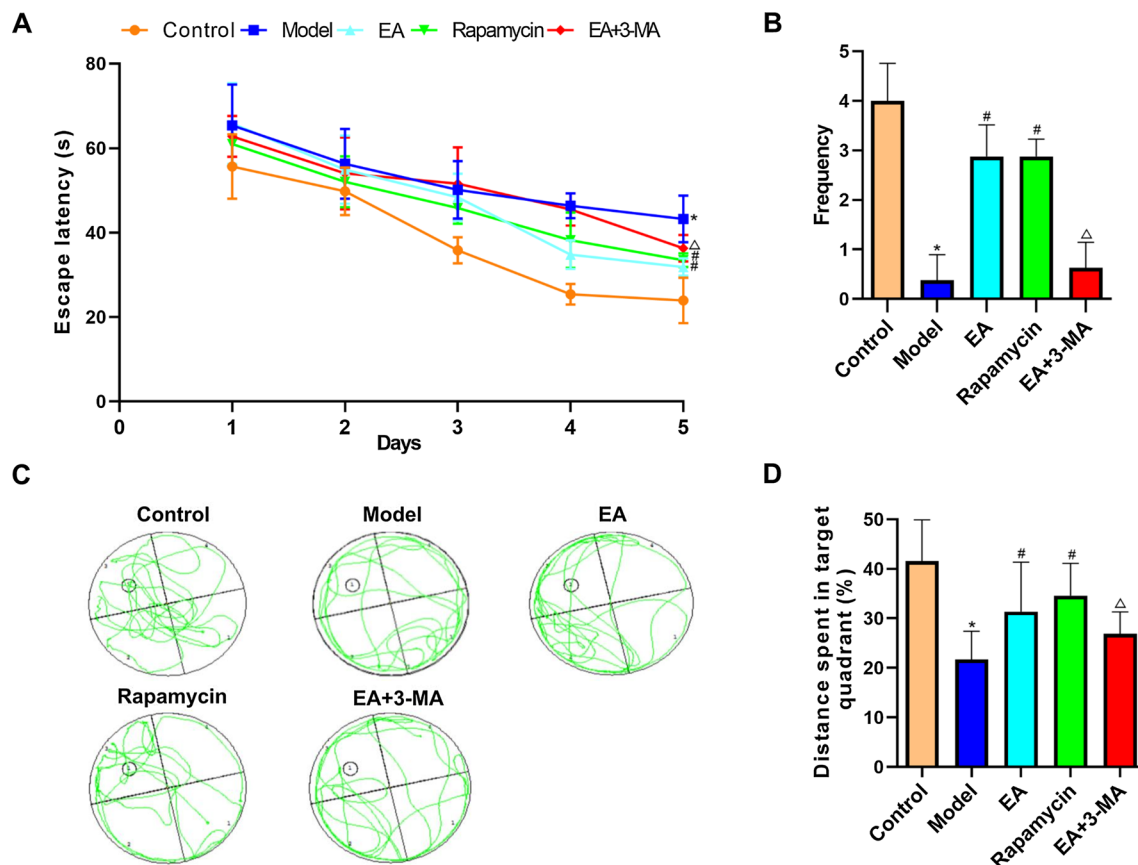 A
Control Model EA Rapamycin EA+3-MA
Escape latency (s)
80
60
40
20
0
0 1 2 3 4 5
Days
*
△
#
#
B
Frequency
5
4
3
2
1
0
*
#
#
△
Control
Model
EA
Rapamycin
EA+3-MA
C
Control Model EA
Rapamycin EA+3-MA
D
Distance spent in target
quadrant (%)
50
40
30
20
10
0
*
#
#
△
Control
Model
EA
Rapamycin
EA+3-MA